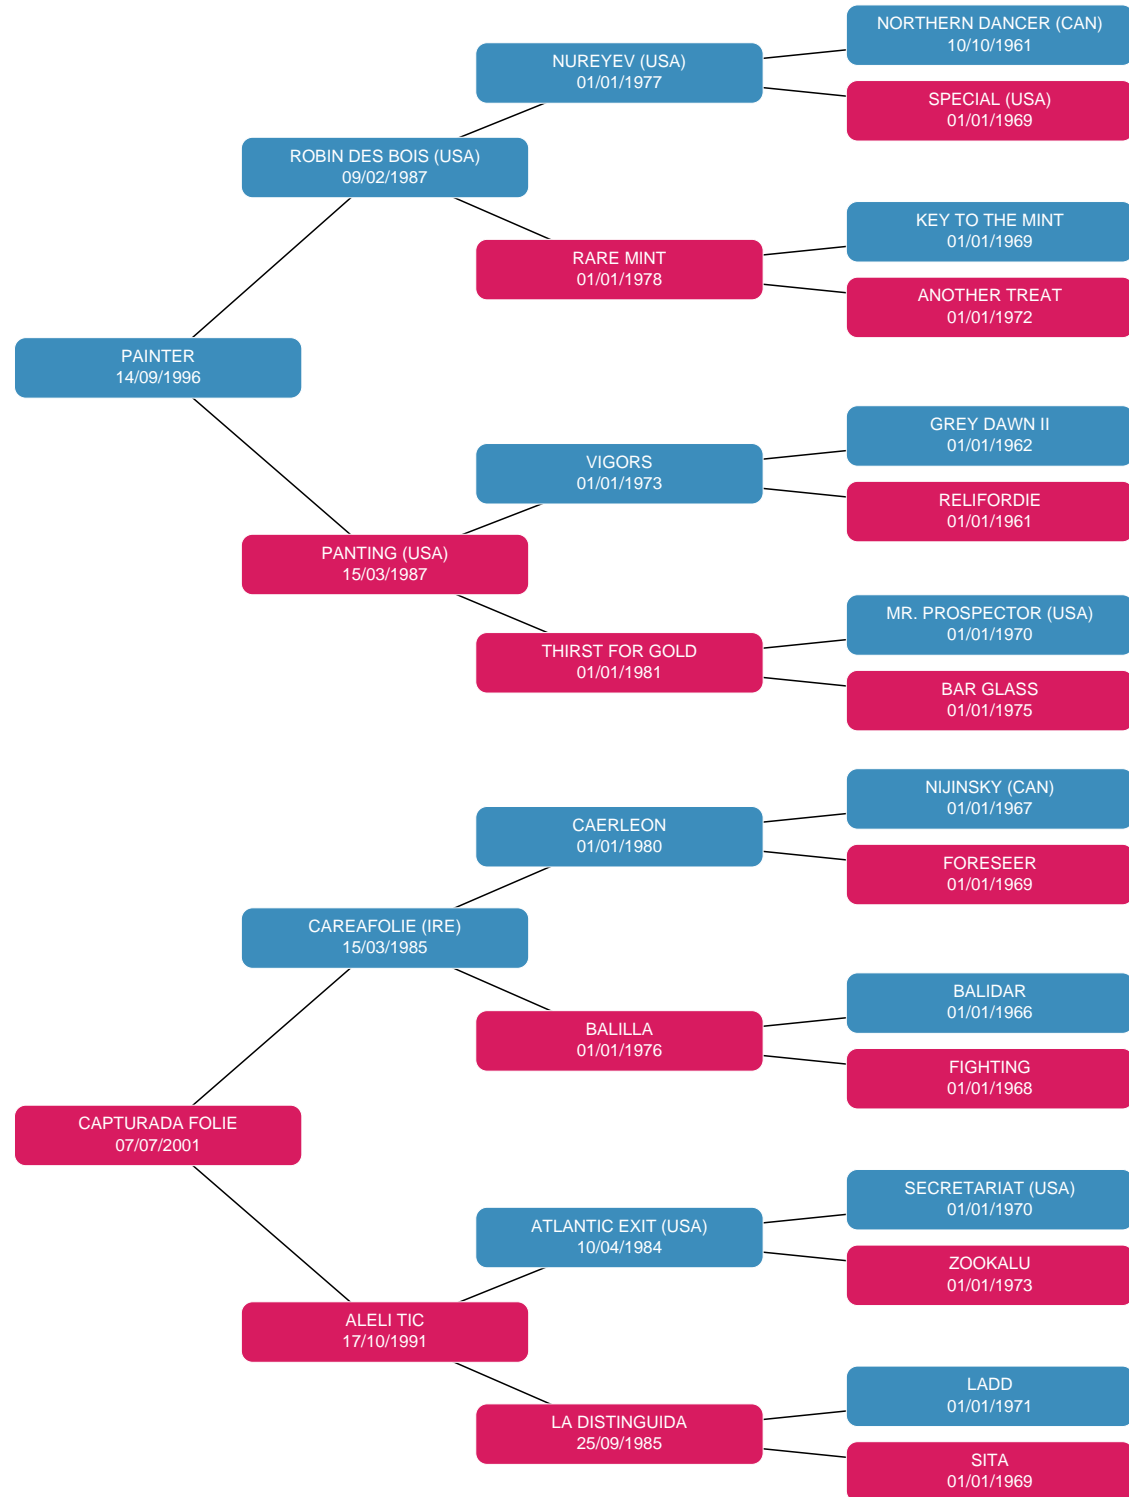 NORTHERN DANCER (CAN)
10/10/1961
NUREYEV (USA)
01/01/1977
SPECIAL (USA)
01/01/1969
ROBIN DES BOIS (USA)
09/02/1987
KEY TO THE MINT
01/01/1969
RARE MINT
01/01/1978
ANOTHER TREAT
01/01/1972
PAINTER
14/09/1996
GREY DAWN II
01/01/1962
VIGORS
01/01/1973
RELIFORDIE
01/01/1961
PANTING (USA)
15/03/1987
MR. PROSPECTOR (USA)
01/01/1970
THIRST FOR GOLD
01/01/1981
BAR GLASS
01/01/1975
NIJINSKY (CAN)
01/01/1967
CAERLEON
01/01/1980
FORESEER
01/01/1969
CAREAFOLIE (IRE)
15/03/1985
BALIDAR
01/01/1966
BALILLA
01/01/1976
FIGHTING
01/01/1968
CAPTURADA FOLIE
07/07/2001
SECRETARIAT (USA)
01/01/1970
ATLANTIC EXIT (USA)
10/04/1984
ZOOKALU
01/01/1973
ALELI TIC
17/10/1991
LADD
01/01/1971
LA DISTINGUIDA
25/09/1985
SITA
01/01/1969